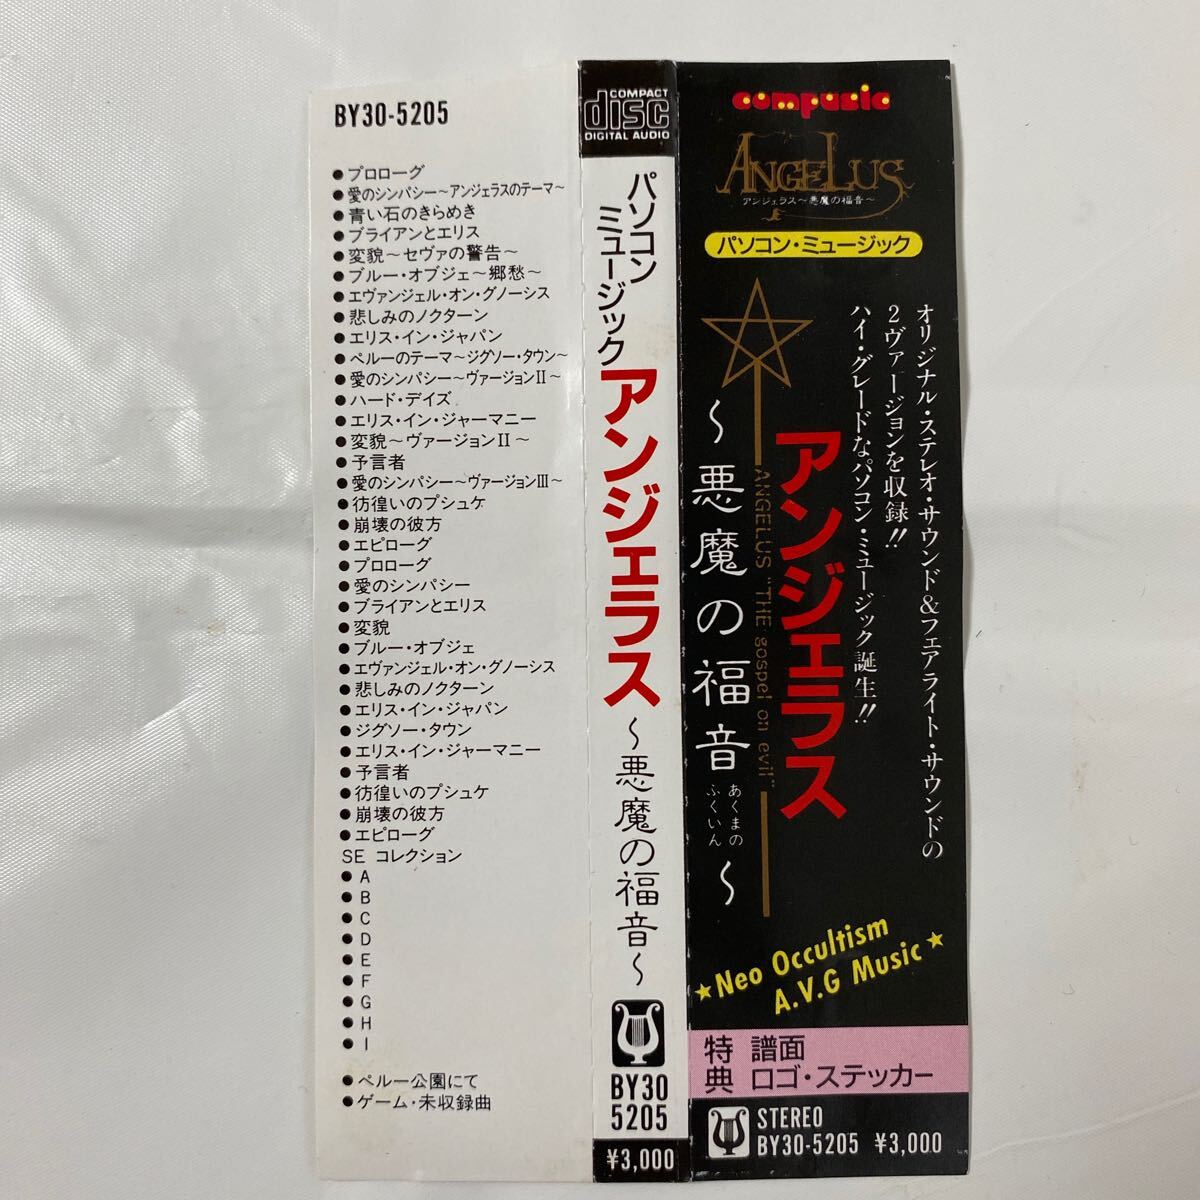 BY30-5205
●プロローグ
●愛のシンパシー～アンジェラスのテーマ～
●青い石のきらめき
●ブライアンとエリス
●変貌～セヴァの警告～
●ブルー・オブジェ～郷愁～
●エヴァンジェル・オン・グノーシス
●悲しみのノクターン
●エリス・イン・ジャパン
●ペルーのテーマ～ジグソー・タウン～
●愛のシンパシー～ヴァージョンII～
●ハード・デイズ
●エリス・イン・ジャーマニー
●変貌～ヴァージョンII～
●予言者
●愛のシンパシー～ヴァージョンIII～
●彷徨いのプシュケ
●崩壊の彼方
●エピローグ
●プロローグ
●愛のシンパシー
●ブライアンとエリス
●変貌
●ブルー・オブジェ
●エヴァンジェル・オン・グノーシス
●悲しみのノクターン
●エリス・イン・ジャパン
●ジグソー・タウン
●エリス・イン・ジャーマニー
●予言者
●彷徨いのプシュケ
●崩壊の彼方
●エピローグ
SE コレクション
●A
●B
●C
●D
●E
●F
●G
●H
●I
●ペルー公園にて
●ゲーム・未収録曲
COMPACT
disc
DIGITAL AUDIO
パソコン
ミュージック
アンジェラス～悪魔の福音～
BY30
5205
¥3,000
compusic
ANGELUS
アンジェラス～悪魔の福音～
パソコン・ミュージック
オリジナル・ステレオ・サウンド&フェアライト・サウンドの
2ヴァージョンを収録!!
ハイ・グレードなパソコン・ミュージック誕生!!
アンジェラス
ANGELUS "THE gospel on evil"
～悪魔の福音～
あくまの
ふくいん
★Neo Occultism
A.V.G Music★
特典
譜面
ロゴ・ステッカー
STEREO
BY30-5205 ¥3,000